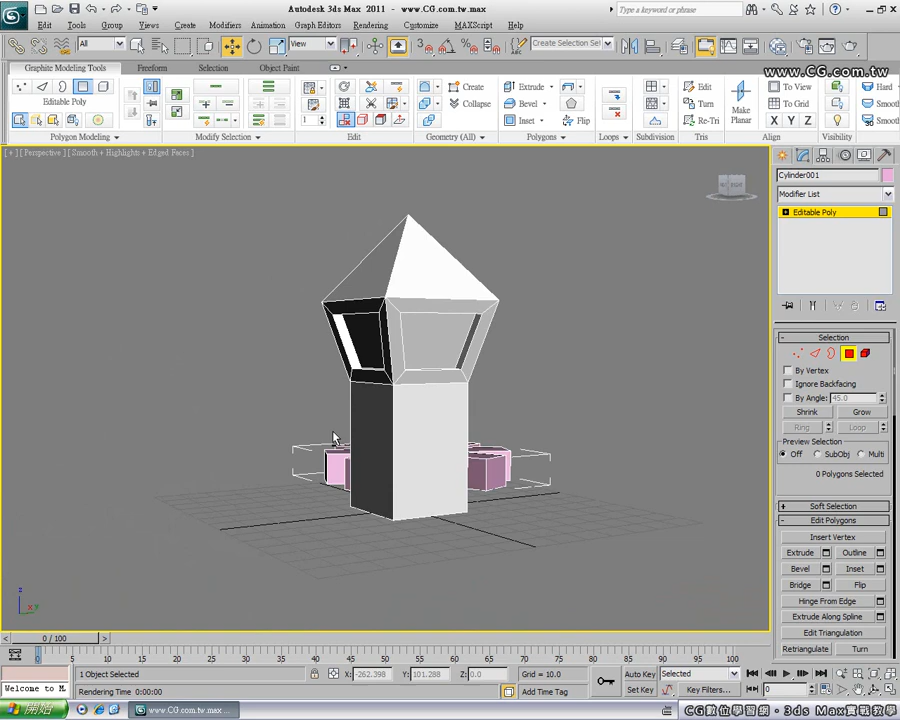 Autodesk 3ds Max 2011 - www.CG.com.tw.max
Type a keyword or phrase
Edit Tools Group Views Create Modifiers Animation Graph Editors Rendering Customize MAXScript Help
All View Create Selection Se
Graphite Modeling Tools Freeform Selection Object Paint
www.CG.com.tw
Editable Poly
1
Create Collapse
Extrude Bevel Inset Flip
Edit Turn Re-Tri
Make Planar
To View To Grid
X Y Z
Hard Smooth Smoo
Polygon Modeling Modify Selection Edit Geometry (All) Polygons Loops Subdivision Tris Align Visibility
[ + ] [ Perspective ] [ Smooth + Highlights + Edged Faces ]
Cylinder001
Modifier List
Editable Poly
- Selection
By Vertex
Ignore Backfacing
By Angle: 45.0
Shrink Grow
Ring Loop
Preview Selection
Off SubObj Multi
0 Polygons Selected
+ Soft Selection
- Edit Polygons
Insert Vertex
Extrude Outline
Bevel Inset
Bridge Flip
Hinge From Edge
Extrude Along Spline
Edit Triangulation
Retriangulate Turn
z x y
< 0 / 100 >
0 5 10 15 20 25 30 35 40 45 50 55 60 65 70 75 80 85 90 95 100
1 Object Selected X: -262.398 Y: 101.288 Z: 0.0 Grid = 10.0 Auto Key Selected
Welcome to M Rendering Time 0:00:00 Add Time Tag Set Key Key Filters... 0
開始 www.CG.com.tw.max ... CG數位學習網‧3ds Max實戰教學